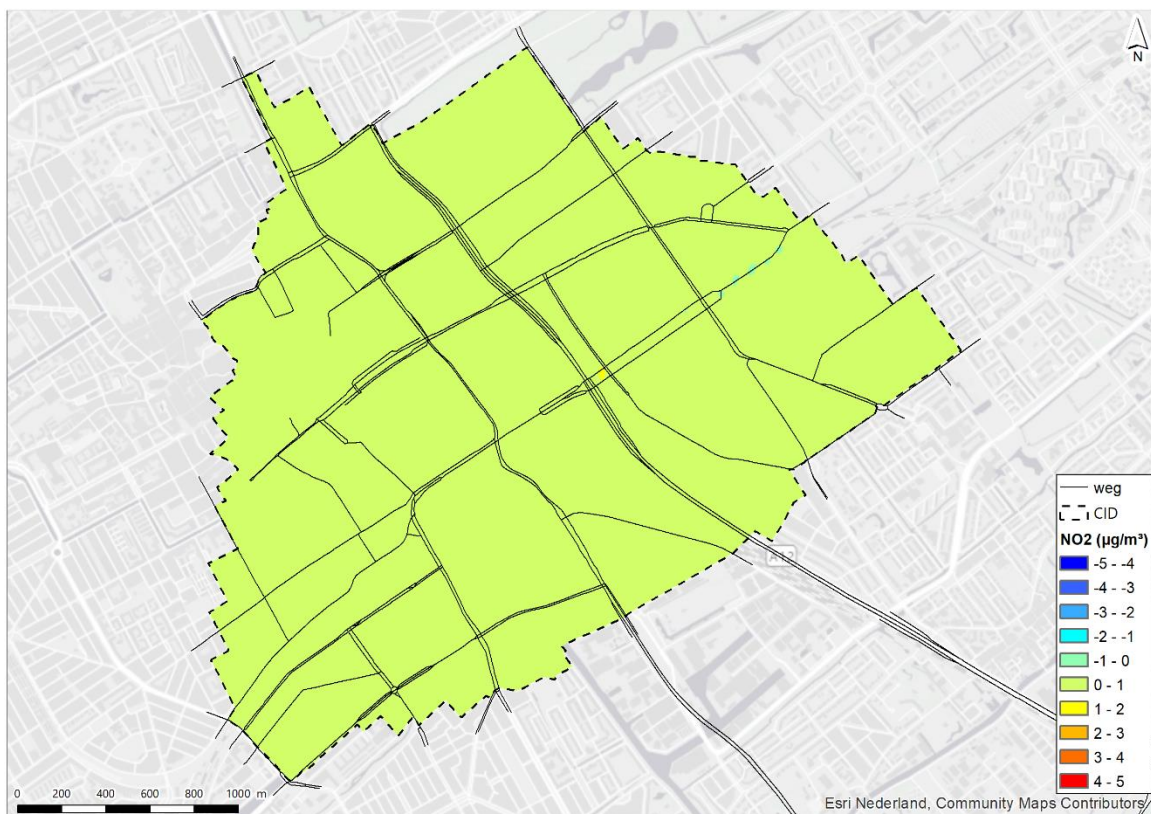 N
A12
weg
CID
NO2 (µg/m³)
-5 - -4
-4 - -3
-3 - -2
-2 - -1
-1 - 0
0 - 1
1 - 2
2 - 3
3 - 4
4 - 5
0 200 400 600 800 1000 m
Esri Nederland, Community Maps Contributors